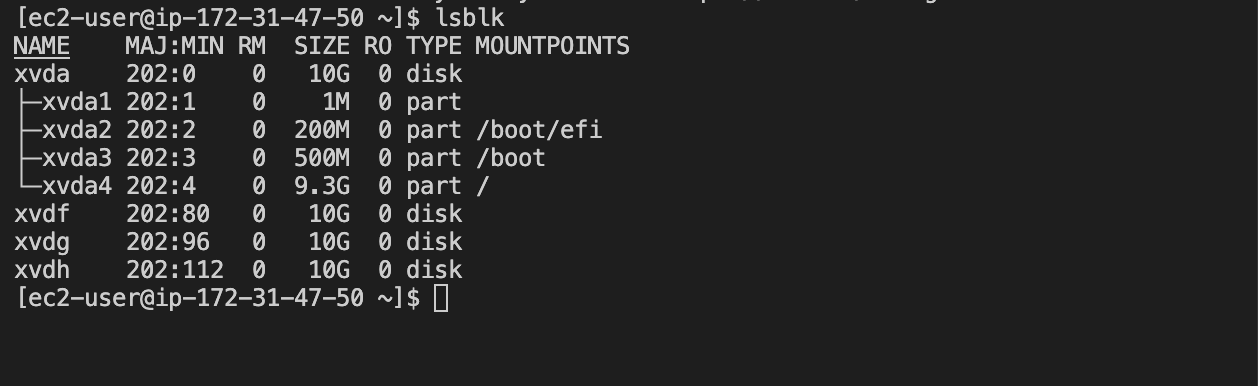 [ec2-user@ip-172-31-47-50 ~]$ lsblk
NAME    MAJ:MIN RM  SIZE RO TYPE MOUNTPOINTS
xvda    202:0    0   10G  0 disk
├─xvda1 202:1    0    1M  0 part
├─xvda2 202:2    0  200M  0 part /boot/efi
├─xvda3 202:3    0  500M  0 part /boot
└─xvda4 202:4    0  9.3G  0 part /
xvdf    202:80   0   10G  0 disk
xvdg    202:96   0   10G  0 disk
xvdh    202:112  0   10G  0 disk
[ec2-user@ip-172-31-47-50 ~]$